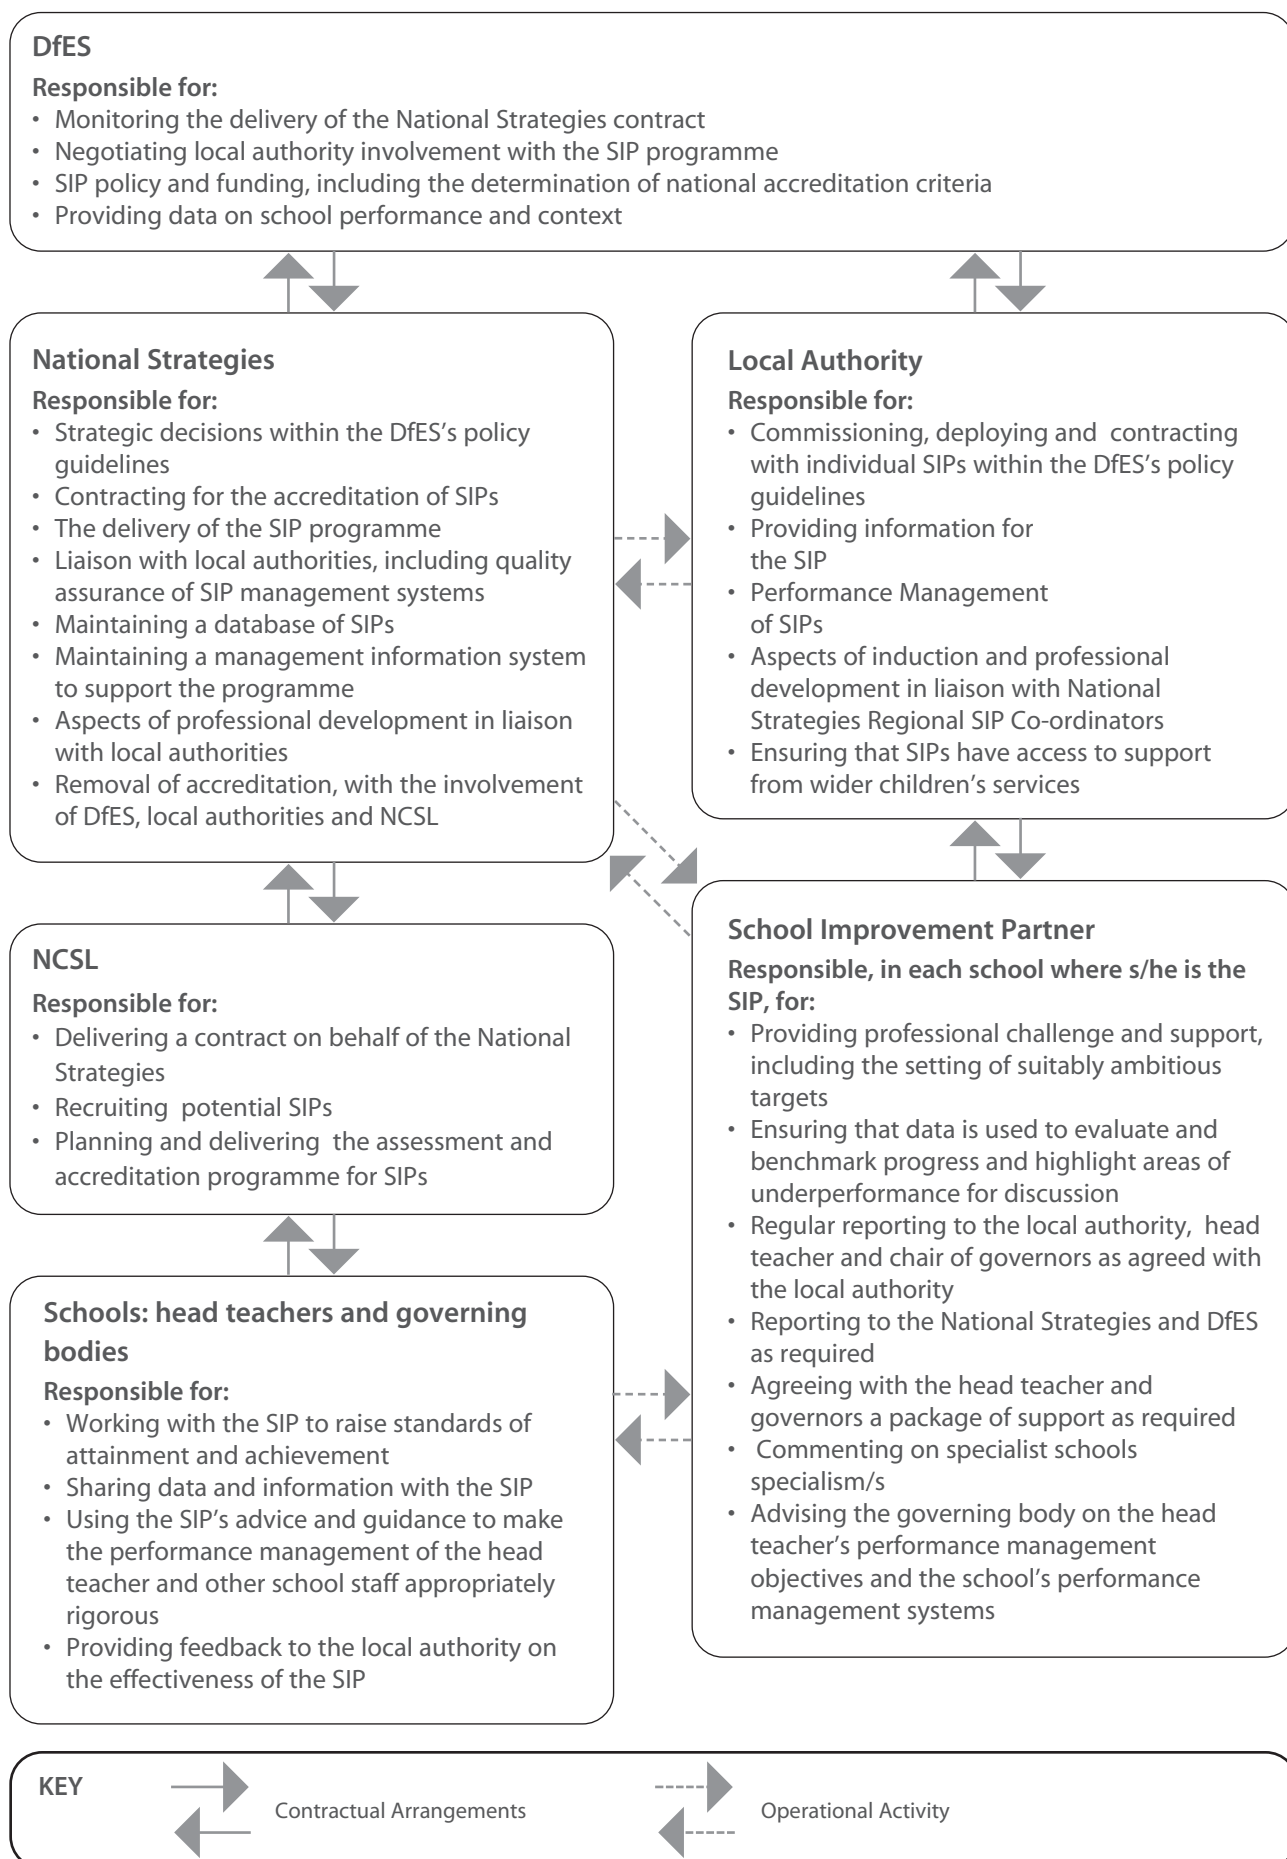 DfES
Responsible for:
• Monitoring the delivery of the National Strategies contract
• Negotiating local authority involvement with the SIP programme
• SIP policy and funding, including the determination of national accreditation criteria
• Providing data on school performance and context
National Strategies
Responsible for:
• Strategic decisions within the DfES's policy
guidelines
• Contracting for the accreditation of SIPs
• The delivery of the SIP programme
• Liaison with local authorities, including quality
assurance of SIP management systems
• Maintaining a database of SIPs
• Maintaining a management information system
to support the programme
• Aspects of professional development in liaison
with local authorities
• Removal of accreditation, with the involvement
of DfES, local authorities and NCSL
Local Authority
Responsible for:
• Commissioning, deploying and contracting
with individual SIPs within the DfES's policy
guidelines
• Providing information for
the SIP
• Performance Management
of SIPs
• Aspects of induction and professional
development in liaison with National
Strategies Regional SIP Co-ordinators
• Ensuring that SIPs have access to support
from wider children's services
NCSL
Responsible for:
• Delivering a contract on behalf of the National
Strategies
• Recruiting potential SIPs
• Planning and delivering the assessment and
accreditation programme for SIPs
School Improvement Partner
Responsible, in each school where s/he is the
SIP, for:
• Providing professional challenge and support,
including the setting of suitably ambitious
targets
• Ensuring that data is used to evaluate and
benchmark progress and highlight areas of
underperformance for discussion
• Regular reporting to the local authority, head
teacher and chair of governors as agreed with
the local authority
• Reporting to the National Strategies and DfES
as required
• Agreeing with the head teacher and
governors a package of support as required
• Commenting on specialist schools
specialism/s
• Advising the governing body on the head
teacher's performance management
objectives and the school's performance
management systems
Schools: head teachers and governing
bodies
Responsible for:
• Working with the SIP to raise standards of
attainment and achievement
• Sharing data and information with the SIP
• Using the SIP's advice and guidance to make
the performance management of the head
teacher and other school staff appropriately
rigorous
• Providing feedback to the local authority on
the effectiveness of the SIP
KEY
Contractual Arrangements
Operational Activity